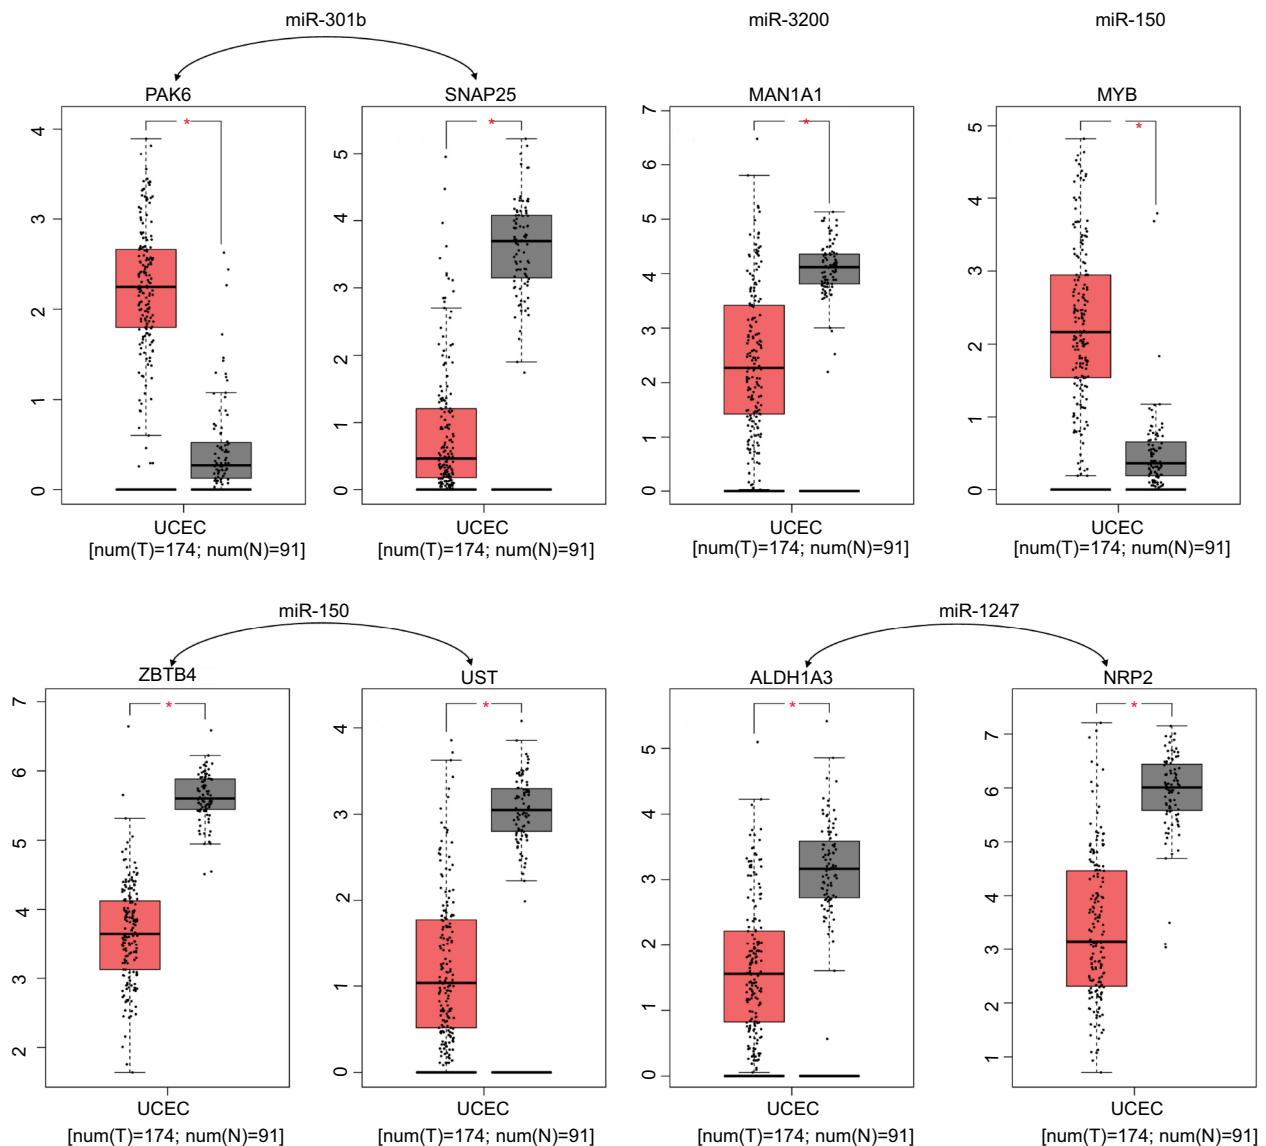 miR-301b miR-3200 miR-150
PAK6 SNAP25 MAN1A1 MYB
* * * *
0 1 2 3 4
0 1 2 3 4 5
0 1 2 3 4 5 6 7
0 1 2 3 4 5
UCEC UCEC UCEC UCEC
[num(T)=174; num(N)=91] [num(T)=174; num(N)=91] [num(T)=174; num(N)=91] [num(T)=174; num(N)=91]
miR-150 miR-1247
ZBTB4 UST ALDH1A3 NRP2
* * * *
2 3 4 5 6 7
0 1 2 3 4
0 1 2 3 4 5
1 2 3 4 5 6 7
UCEC UCEC UCEC UCEC
[num(T)=174; num(N)=91] [num(T)=174; num(N)=91] [num(T)=174; num(N)=91] [num(T)=174; num(N)=91]